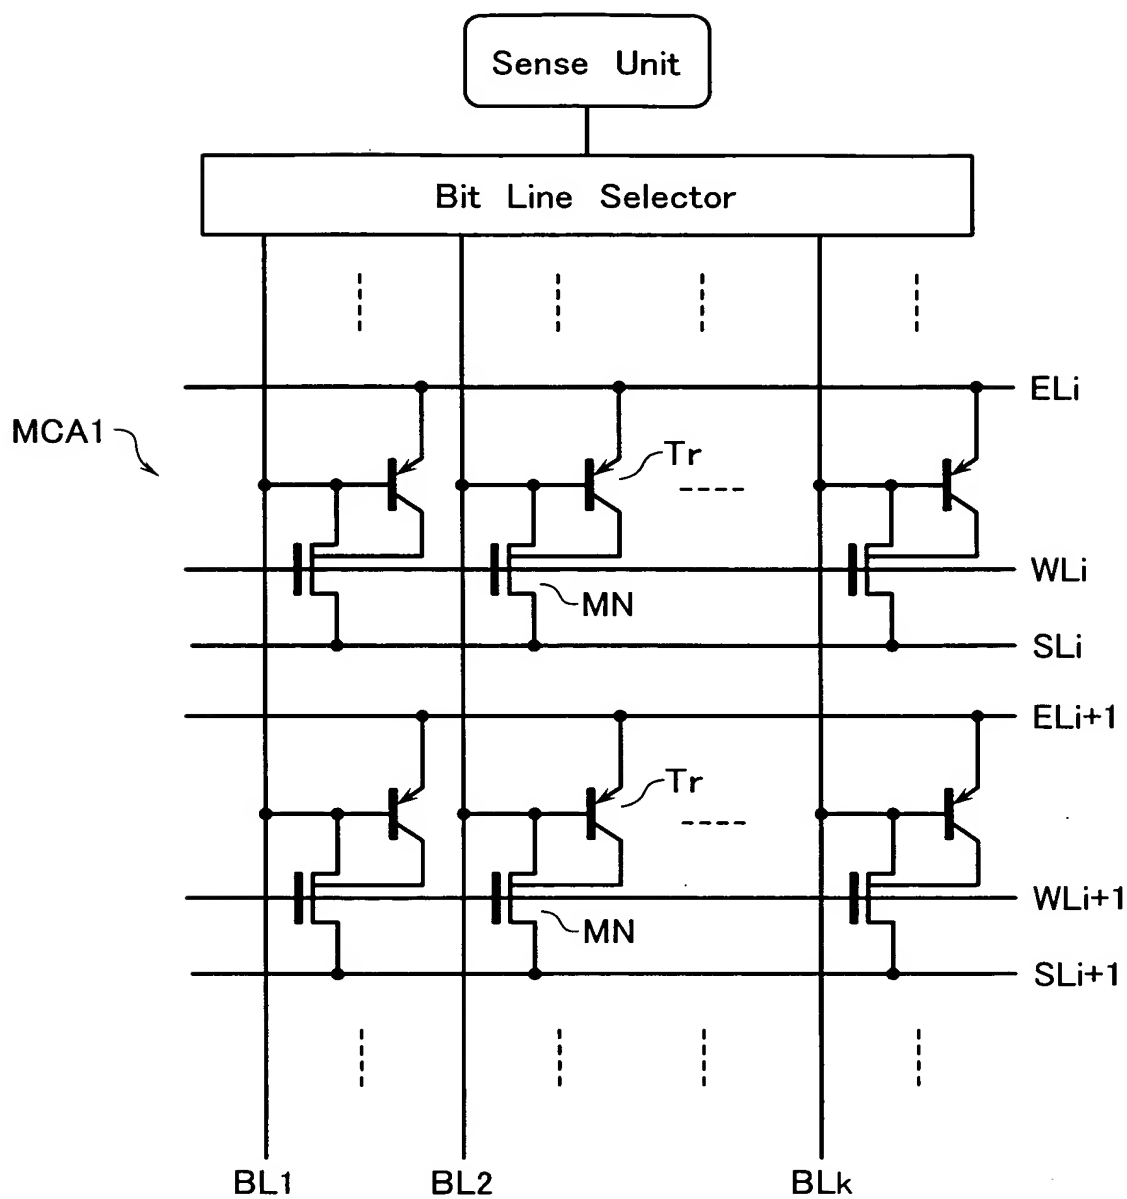 Sense Unit
Bit Line Selector
ELi
MCA1
Tr
WLi
MN
SLi
ELi+1
Tr
WLi+1
MN
SLi+1
BL1
BL2
BLk